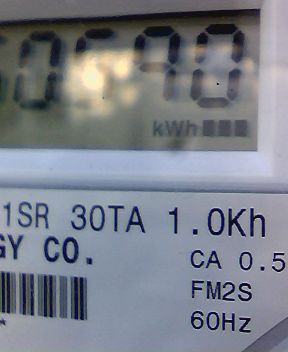 kWh
1SR 30TA 1.0Kh
GY CO.
CA 0.5
FM2S
60Hz